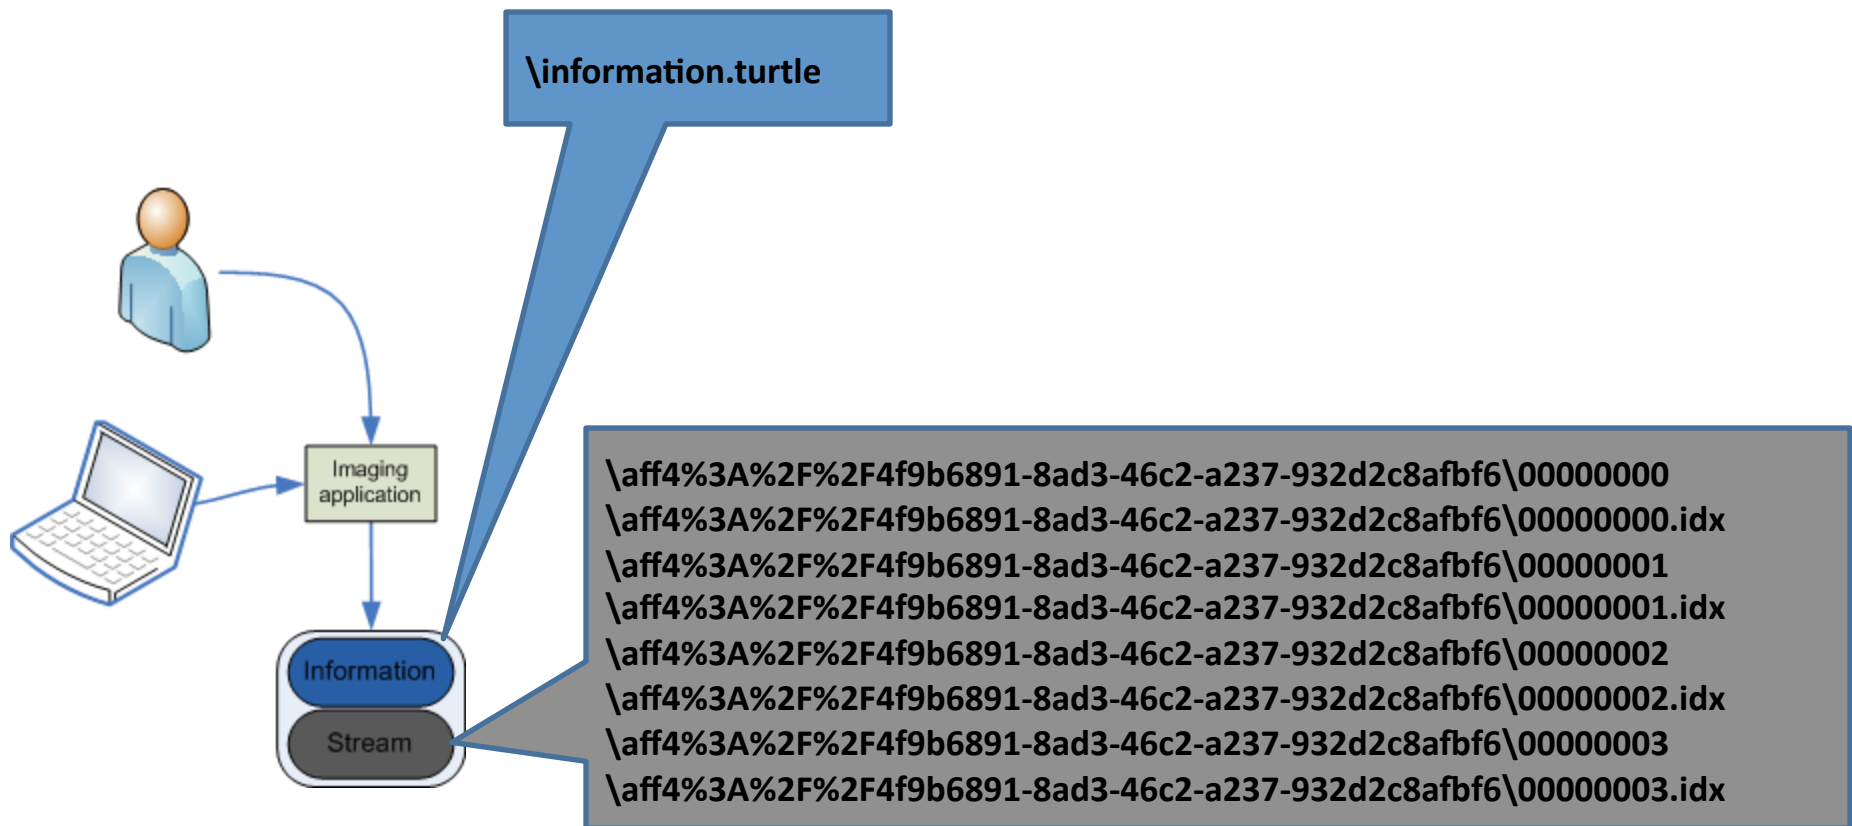 \information.turtle
Imaging
application
Information
Stream
\aff4%3A%2F%2F4f9b6891-8ad3-46c2-a237-932d2c8afbf6\00000000
\aff4%3A%2F%2F4f9b6891-8ad3-46c2-a237-932d2c8afbf6\00000000.idx
\aff4%3A%2F%2F4f9b6891-8ad3-46c2-a237-932d2c8afbf6\00000001
\aff4%3A%2F%2F4f9b6891-8ad3-46c2-a237-932d2c8afbf6\00000001.idx
\aff4%3A%2F%2F4f9b6891-8ad3-46c2-a237-932d2c8afbf6\00000002
\aff4%3A%2F%2F4f9b6891-8ad3-46c2-a237-932d2c8afbf6\00000002.idx
\aff4%3A%2F%2F4f9b6891-8ad3-46c2-a237-932d2c8afbf6\00000003
\aff4%3A%2F%2F4f9b6891-8ad3-46c2-a237-932d2c8afbf6\00000003.idx